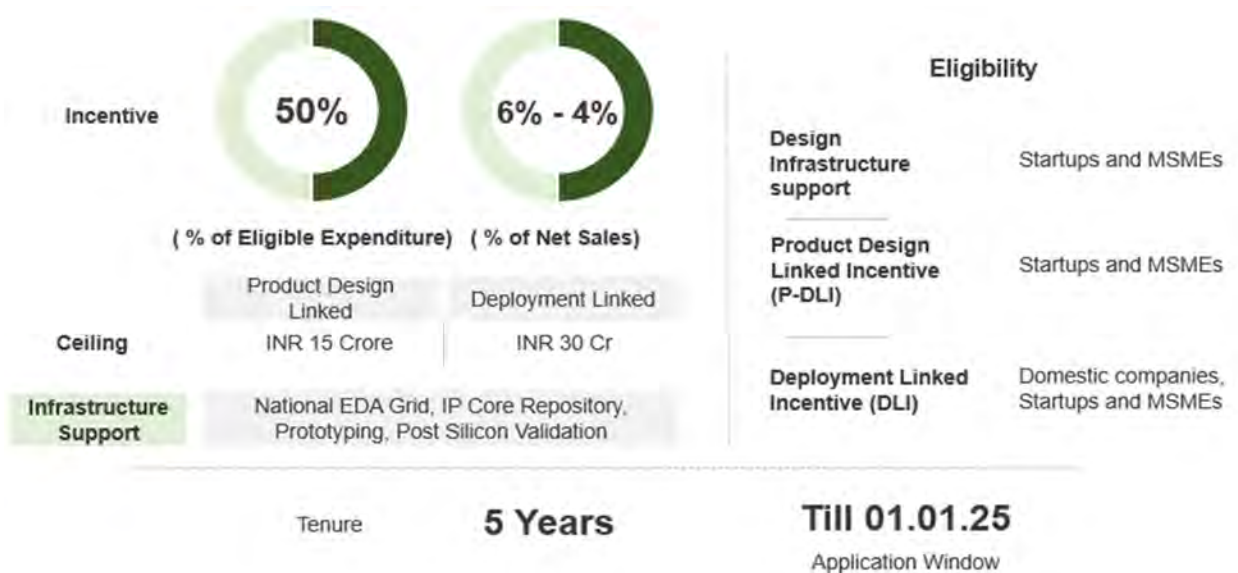 Incentive
50%
6% - 4%
( % of Eligible Expenditure)
( % of Net Sales)
Product Design
Linked
Deployment Linked
Ceiling
INR 15 Crore
INR 30 Cr
Infrastructure
Support
National EDA Grid, IP Core Repository,
Prototyping, Post Silicon Validation
Eligibility
Design
Infrastructure
support
Startups and MSMEs
Product Design
Linked Incentive
(P-DLI)
Startups and MSMEs
Deployment Linked
Incentive (DLI)
Domestic companies,
Startups and MSMEs
Tenure
5 Years
Till 01.01.25
Application Window